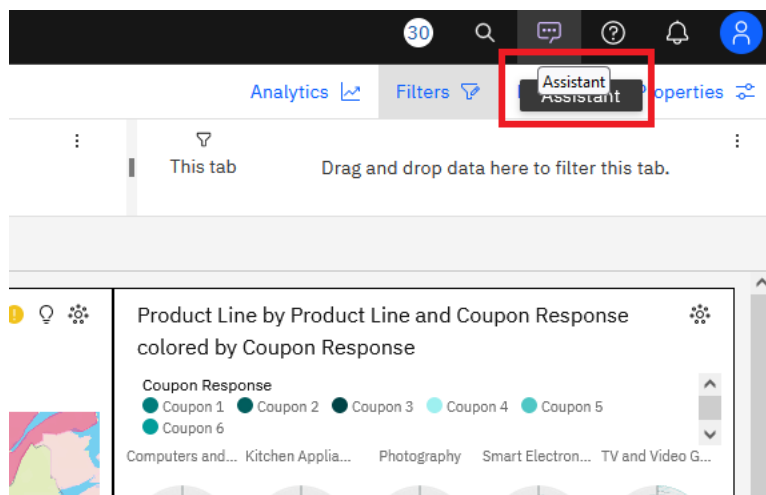 30
Assistant
Analytics
Filters
Assistant
operties
This tab
Drag and drop data here to filter this tab.
Product Line by Product Line and Coupon Response
colored by Coupon Response
Coupon Response
Coupon 1 Coupon 2 Coupon 3 Coupon 4 Coupon 5
Coupon 6
Computers and... Kitchen Applia... Photography Smart Electron... TV and Video G...